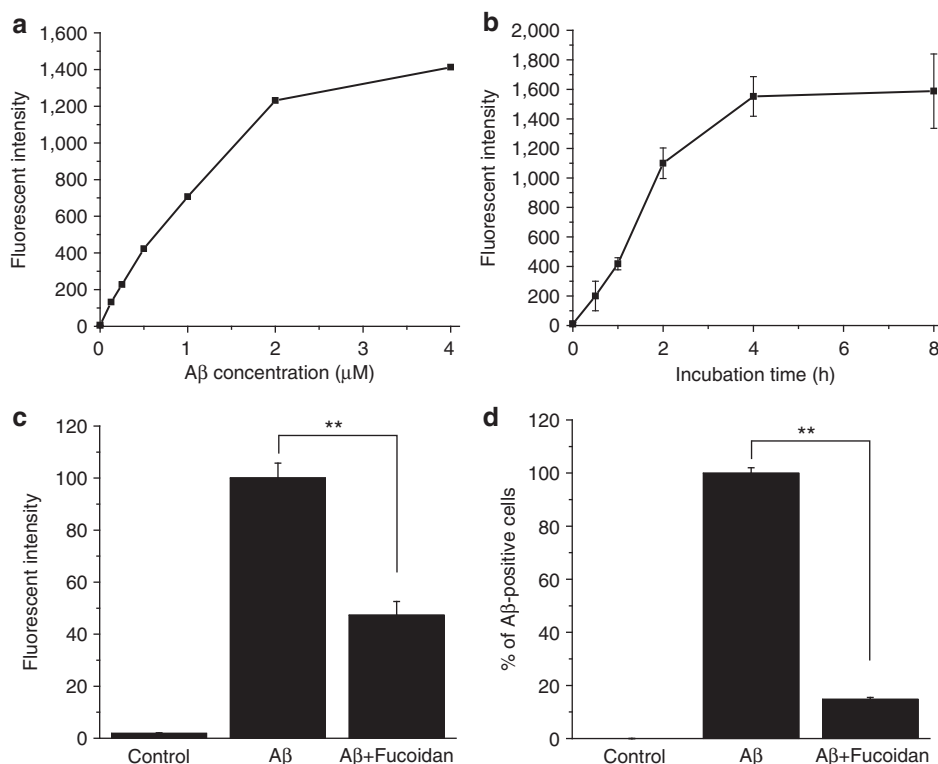 a
1,600
1,400
1,200
1,000
800
600
400
200
0
Fluorescent intensity
0 1 2 3 4
Aβ concentration (μM)
b
2,000
1,800
1,600
1,400
1,200
1,000
800
600
400
200
0
Fluorescent intensity
0 2 4 6 8
Incubation time (h)
c
120
100
80
60
40
20
0
Fluorescent intensity
**
Control Aβ Aβ+Fucoidan
d
120
100
80
60
40
20
0
% of Aβ-positive cells
**
Control Aβ Aβ+Fucoidan